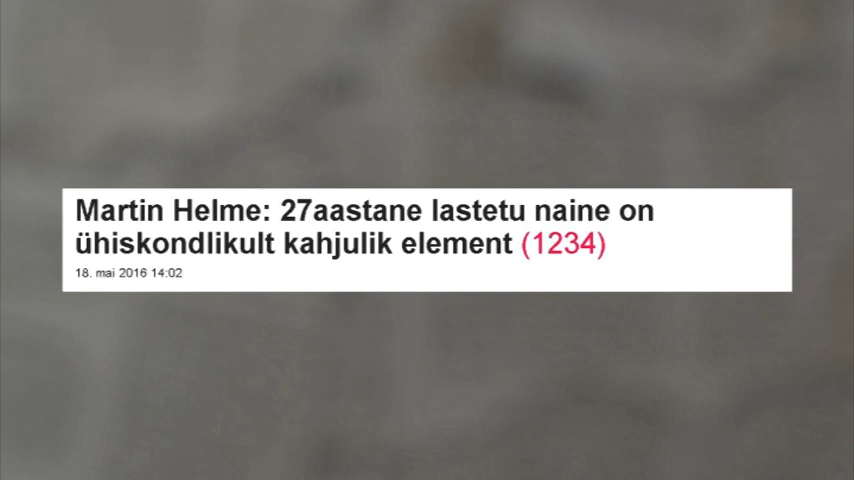 Martin Helme: 27aastane lastetu naine on
ühiskondlikult kahjulik element (1234)
18. mai 2016 14:02